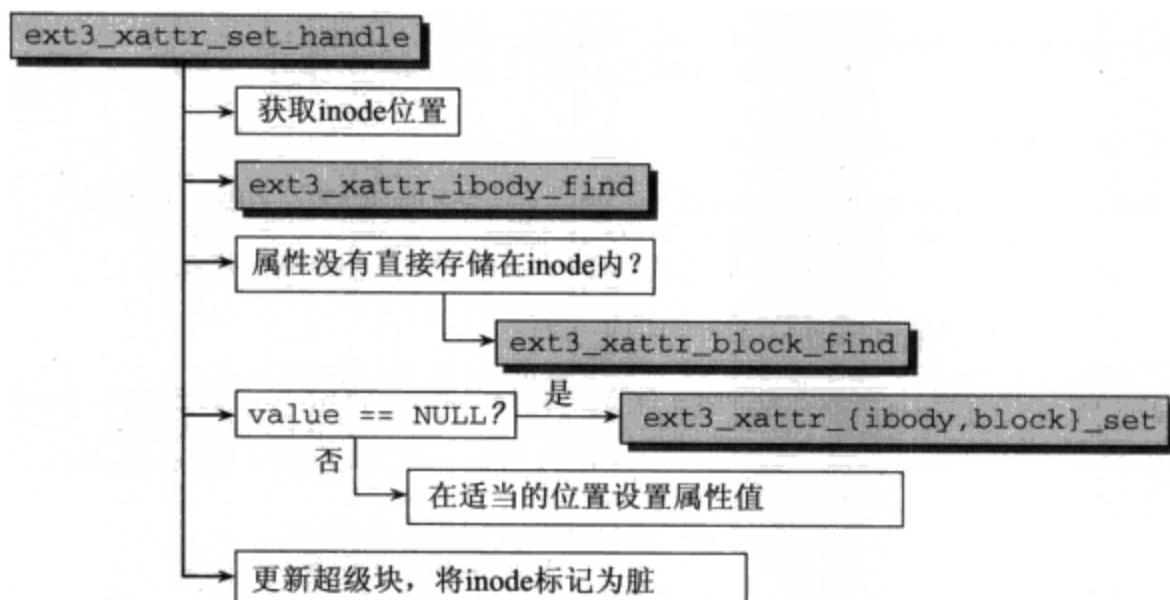 ext3_xattr_set_handle
获取inode位置
ext3_xattr_ibody_find
属性没有直接存储在inode内？
ext3_xattr_block_find
value == NULL?
是
ext3_xattr_{ibody,block}_set
否
在适当的位置设置属性值
更新超级块，将inode标记为脏